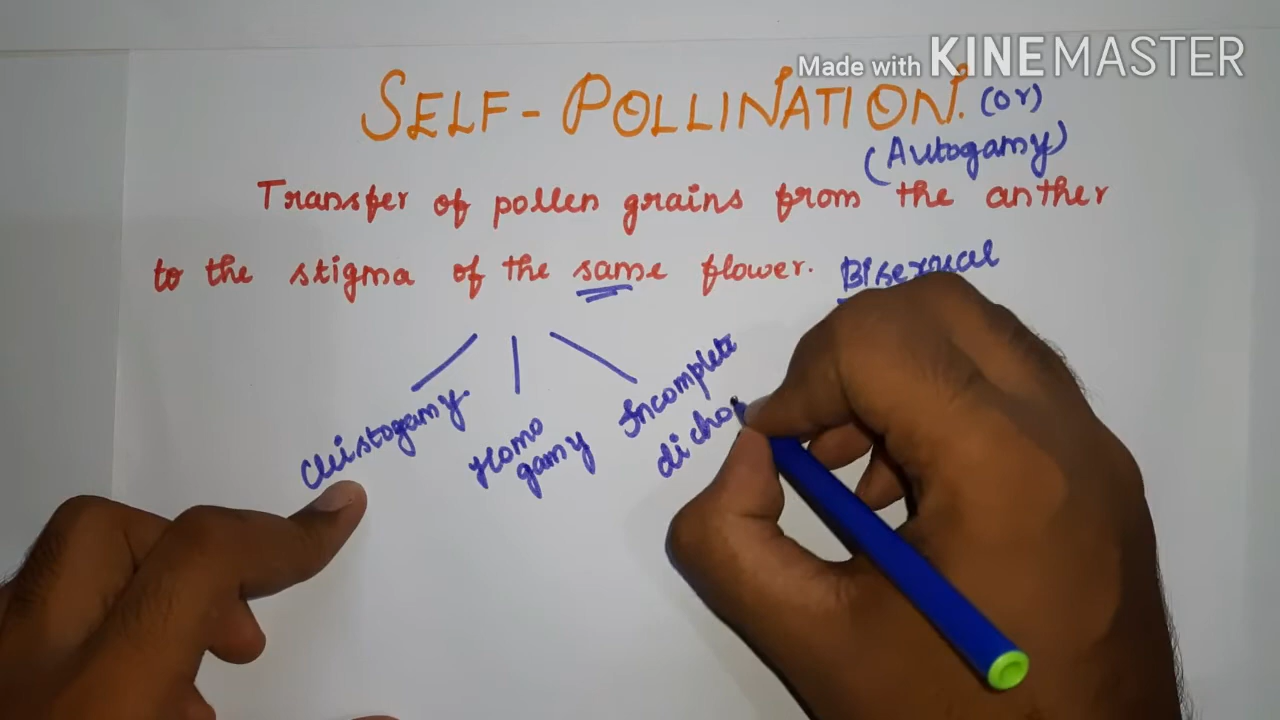 Made with KINEMASTER
SELF-POLLINATION. (or)
(Autogamy)
Transfer of pollen grains from the anther
to the stigma of the same flower. Bisexual
Cleistogamy.
Homo
gamy
Incomplete
dicho